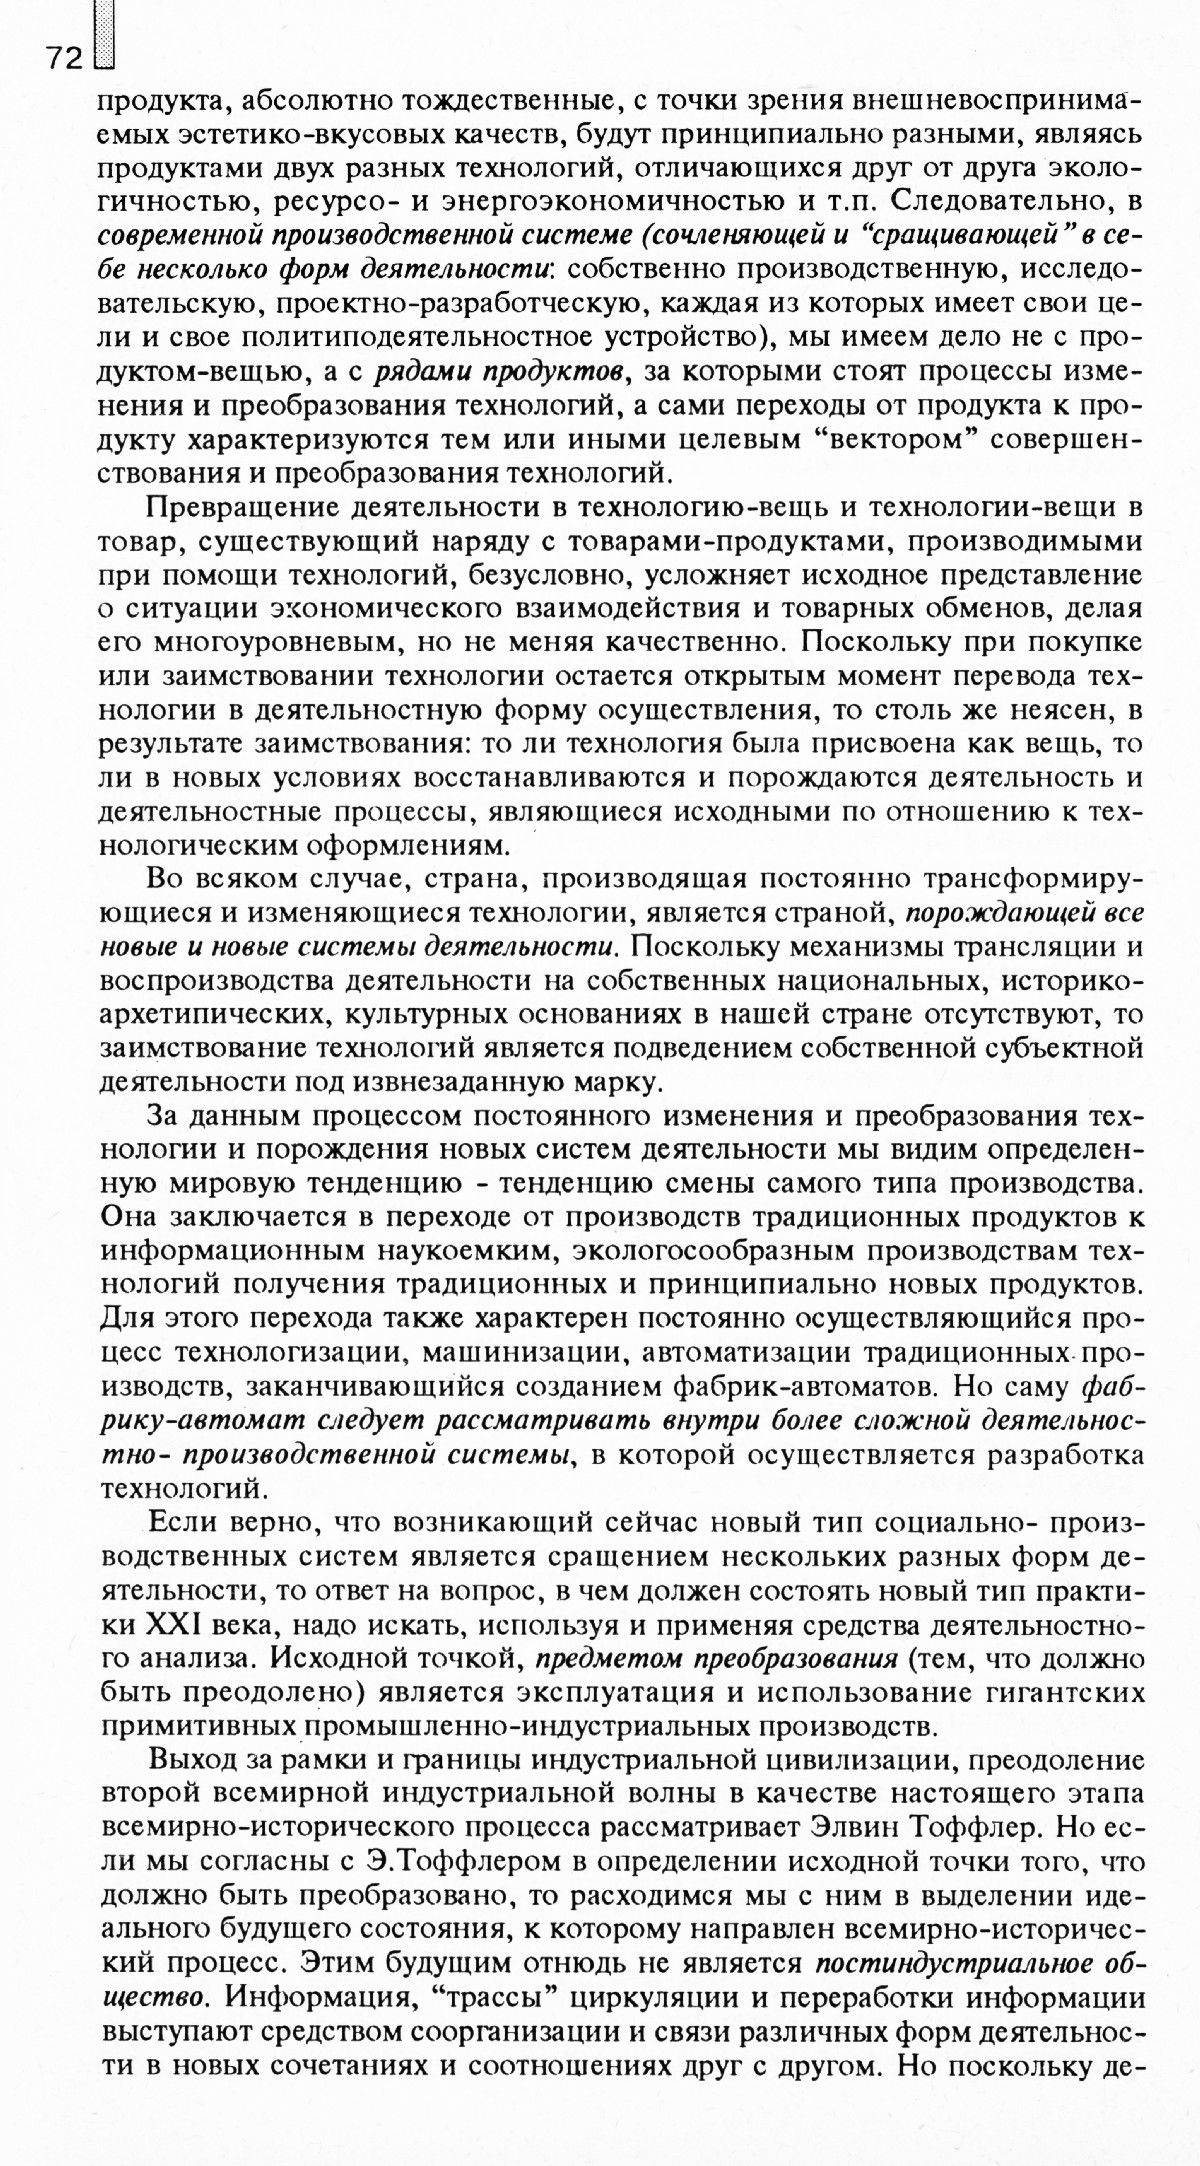 72
продукта, абсолютно тождественные, с точки зрения внешневоспринима-
емых эстетико-вкусовых качеств, будут принципиально разными, являясь
продуктами двух разных технологий, отличающихся друг от друга эколо-
гичностью, ресурсо- и энергоэкономичностью и т.п. Следовательно, в
современной производственной системе (сочленяющей и “сращивающей” в се-
бе несколько форм деятельности: собственно производственную, исследо-
вательскую, проектно-разработческую, каждая из которых имеет свои це-
ли и свое политиподеятельностное устройство), мы имеем дело не с про-
дуктом-вещью, а с рядами продуктов, за которыми стоят процессы изме-
нения и преобразования технологий, а сами переходы от продукта к про-
дукту характеризуются тем или иными целевым “вектором” совершен-
ствования и преобразования технологий.
Превращение деятельности в технологию-вещь и технологии-вещи в
товар, существующий наряду с товарами-продуктами, производимыми
при помощи технологий, безусловно, усложняет исходное представление
о ситуации экономического взаимодействия и товарных обменов, делая
его многоуровневым, но не меняя качественно. Поскольку при покупке
или заимствовании технологии остается открытым момент перевода тех-
нологии в деятельностную форму осуществления, то столь же неясен, в
результате заимствования: то ли технология была присвоена как вещь, то
ли в новых условиях восстанавливаются и порождаются деятельность и
деятельностные процессы, являющиеся исходными по отношению к тех-
нологическим оформлениям.
Во всяком случае, страна, производящая постоянно трансформиру-
ющиеся и изменяющиеся технологии, является страной, порождающей все
новые и новые системы деятельности. Поскольку механизмы трансляции и
воспроизводства деятельности на собственных национальных, историко-
архетипических, культурных основаниях в нашей стране отсутствуют, то
заимствование технологий является подведением собственной субъектной
деятельности под извнезаданную марку.
За данным процессом постоянного изменения и преобразования тех-
нологии и порождения новых систем деятельности мы видим определен-
ную мировую тенденцию - тенденцию смены самого типа производства.
Она заключается в переходе от производств традиционных продуктов к
информационным наукоемким, экологосообразным производствам тех-
нологий получения традиционных и принципиально новых продуктов.
Для этого перехода также характерен постоянно осуществляющийся про-
цесс технологизации, машинизации, автоматизации традиционных про-
изводств, заканчивающийся созданием фабрик-автоматов. Но саму фаб-
рику-автомат следует рассматривать внутри более сложной деятельнос-
тно- производственной системы, в которой осуществляется разработка
технологий.
Если верно, что возникающий сейчас новый тип социально- произ-
водственных систем является сращением нескольких разных форм де-
ятельности, то ответ на вопрос, в чем должен состоять новый тип практи-
ки XXI века, надо искать, используя и применяя средства деятельностно-
го анализа. Исходной точкой, предметом преобразования (тем, что должно
быть преодолено) является эксплуатация и использование гигантских
примитивных промышленно-индустриальных производств.
Выход за рамки и границы индустриальной цивилизации, преодоление
второй всемирной индустриальной волны в качестве настоящего этапа
всемирно-исторического процесса рассматривает Элвин Тоффлер. Но ес-
ли мы согласны с Э.Тоффлером в определении исходной точки того, что
должно быть преобразовано, то расходимся мы с ним в выделении иде-
ального будущего состояния, к которому направлен всемирно-историчес-
кий процесс. Этим будущим отнюдь не является постиндустриальное об-
щество. Информация, “трассы” циркуляции и переработки информации
выступают средством соорганизации и связи различных форм деятельнос-
ти в новых сочетаниях и соотношениях друг с другом. Но поскольку де-